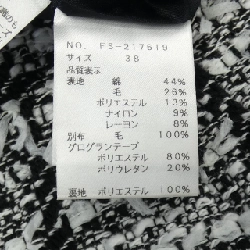 NO. FS-217516
サイズ 38
品質表示
表地 綿 44%
毛 26%
ポリエステル 13%
ナイロン 9%
レーヨン 8%
別布 毛 100%
グログランテープ
ポリエステル 80%
ポリウレタン 20%
裏地 ポリエステル 100%